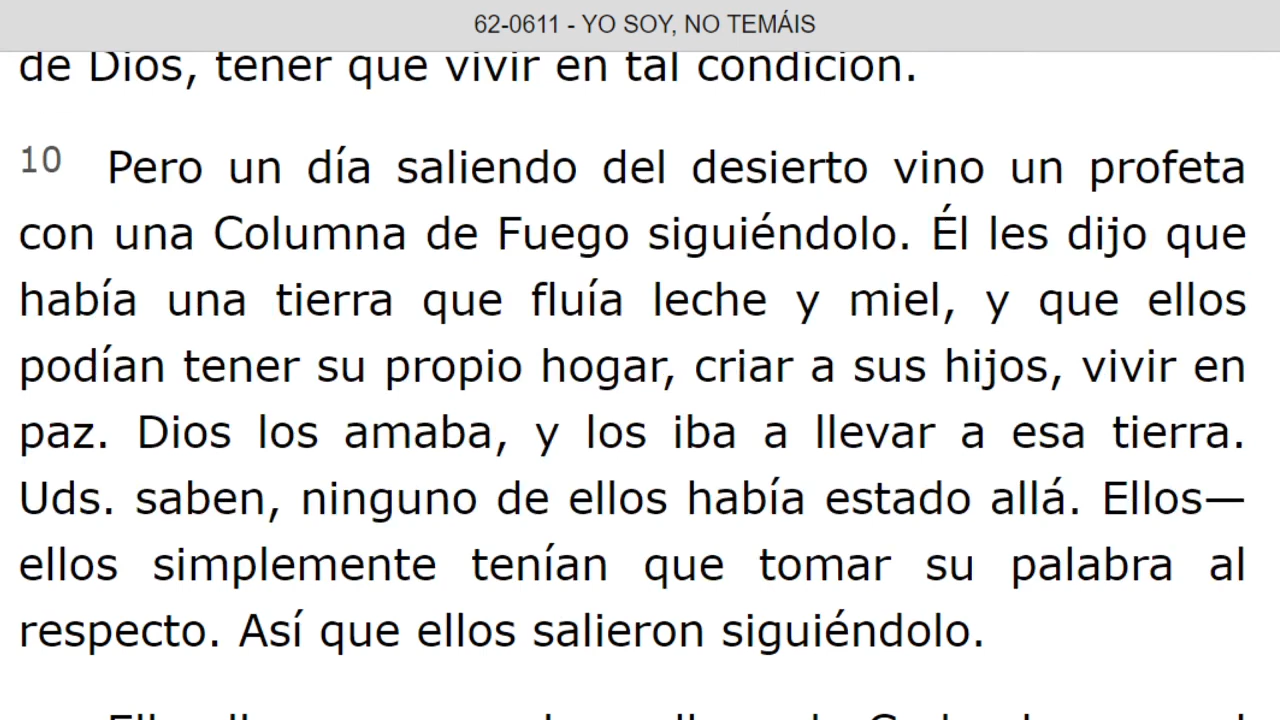 62-0611 - YO SOY, NO TEMÁIS
de Dios, tener que vivir en tal condición.
10 Pero un día saliendo del desierto vino un profeta
con una Columna de Fuego siguiéndolo. Él les dijo que
había una tierra que fluía leche y miel, y que ellos
podían tener su propio hogar, criar a sus hijos, vivir en
paz. Dios los amaba, y los iba a llevar a esa tierra.
Uds. saben, ninguno de ellos había estado allá. Ellos—
ellos simplemente tenían que tomar su palabra al
respecto. Así que ellos salieron siguiéndolo.